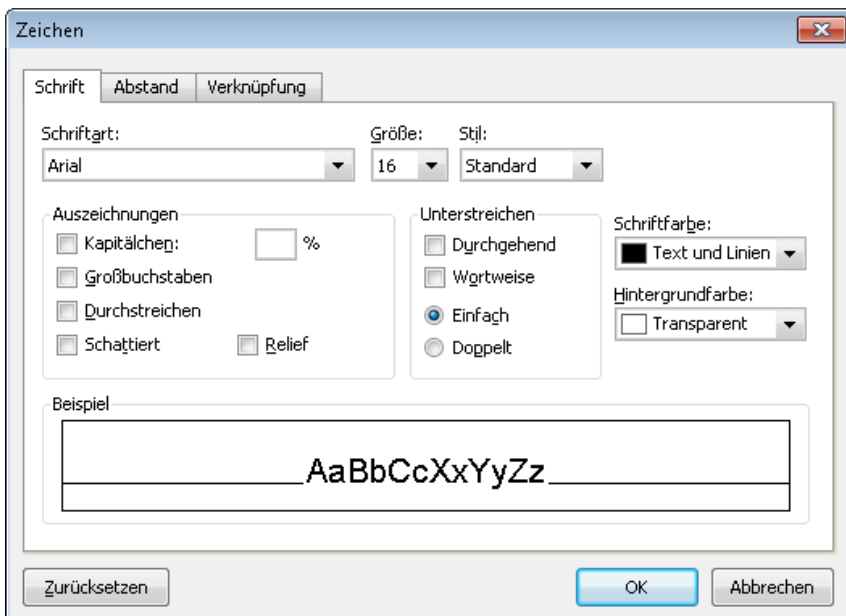 Zeichen
Schrift Abstand Verknüpfung
Schriftart: Größe: Stil:
Arial 16 Standard
Auszeichnungen Unterstreichen
Schriftfarbe:
Kapitälchen: % Durchgehend
Text und Linien
Großbuchstaben Wortweise
Hintergrundfarbe:
Durchstreichen Einfach
Transparent
Schattiert Relief Doppelt
Beispiel
AaBbCcXxYyZz
Zurücksetzen OK Abbrechen